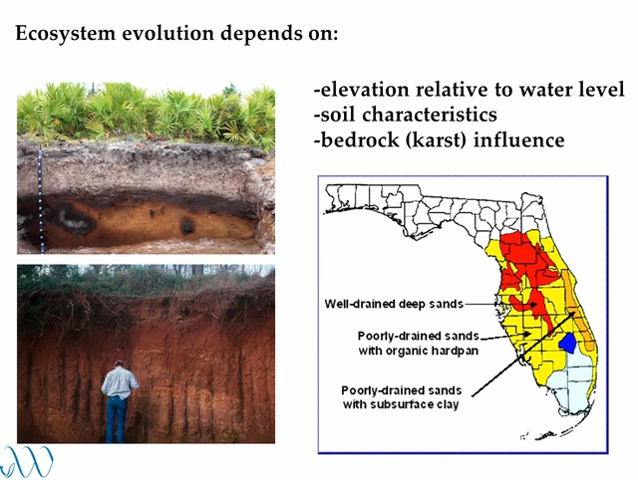 Ecosystem evolution depends on:
-elevation relative to water level
-soil characteristics
-bedrock (karst) influence
Well-drained deep sands
Poorly-drained sands
with organic hardpan
Poorly-drained sands
with subsurface clay